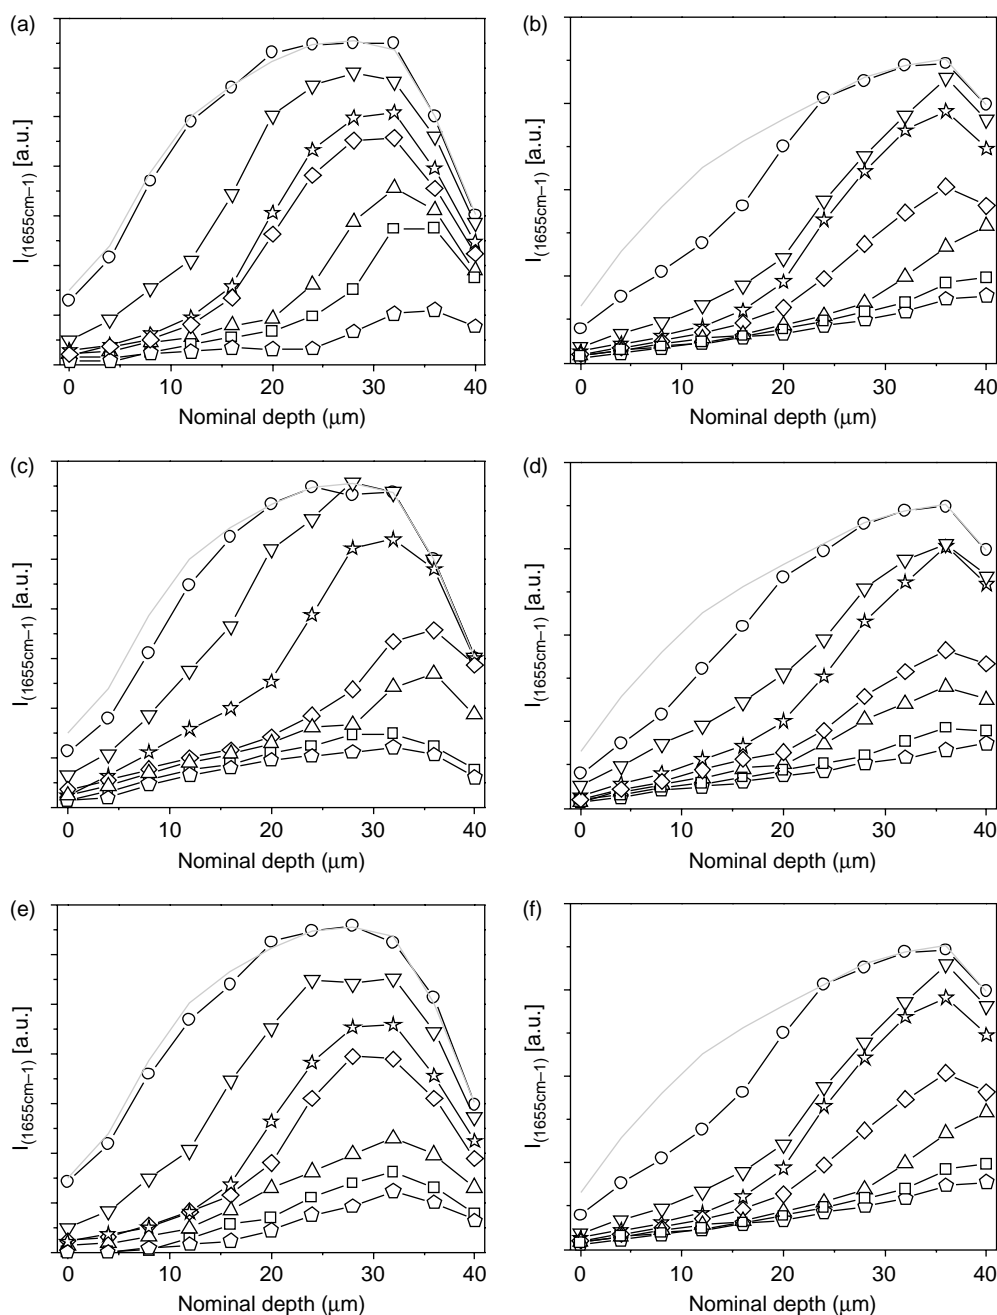 (a)
I(1655cm–1) [a.u.]
0 10 20 30 40
Nominal depth (μm)
(b)
I(1655cm–1) [a.u.]
0 10 20 30 40
Nominal depth (μm)
(c)
I(1655cm–1) [a.u.]
0 10 20 30 40
Nominal depth (μm)
(d)
I(1655cm–1) [a.u.]
0 10 20 30 40
Nominal depth (μm)
(e)
I(1655cm–1) [a.u.]
0 10 20 30 40
Nominal depth (μm)
(f)
I(1655cm–1) [a.u.]
0 10 20 30 40
Nominal depth (μm)